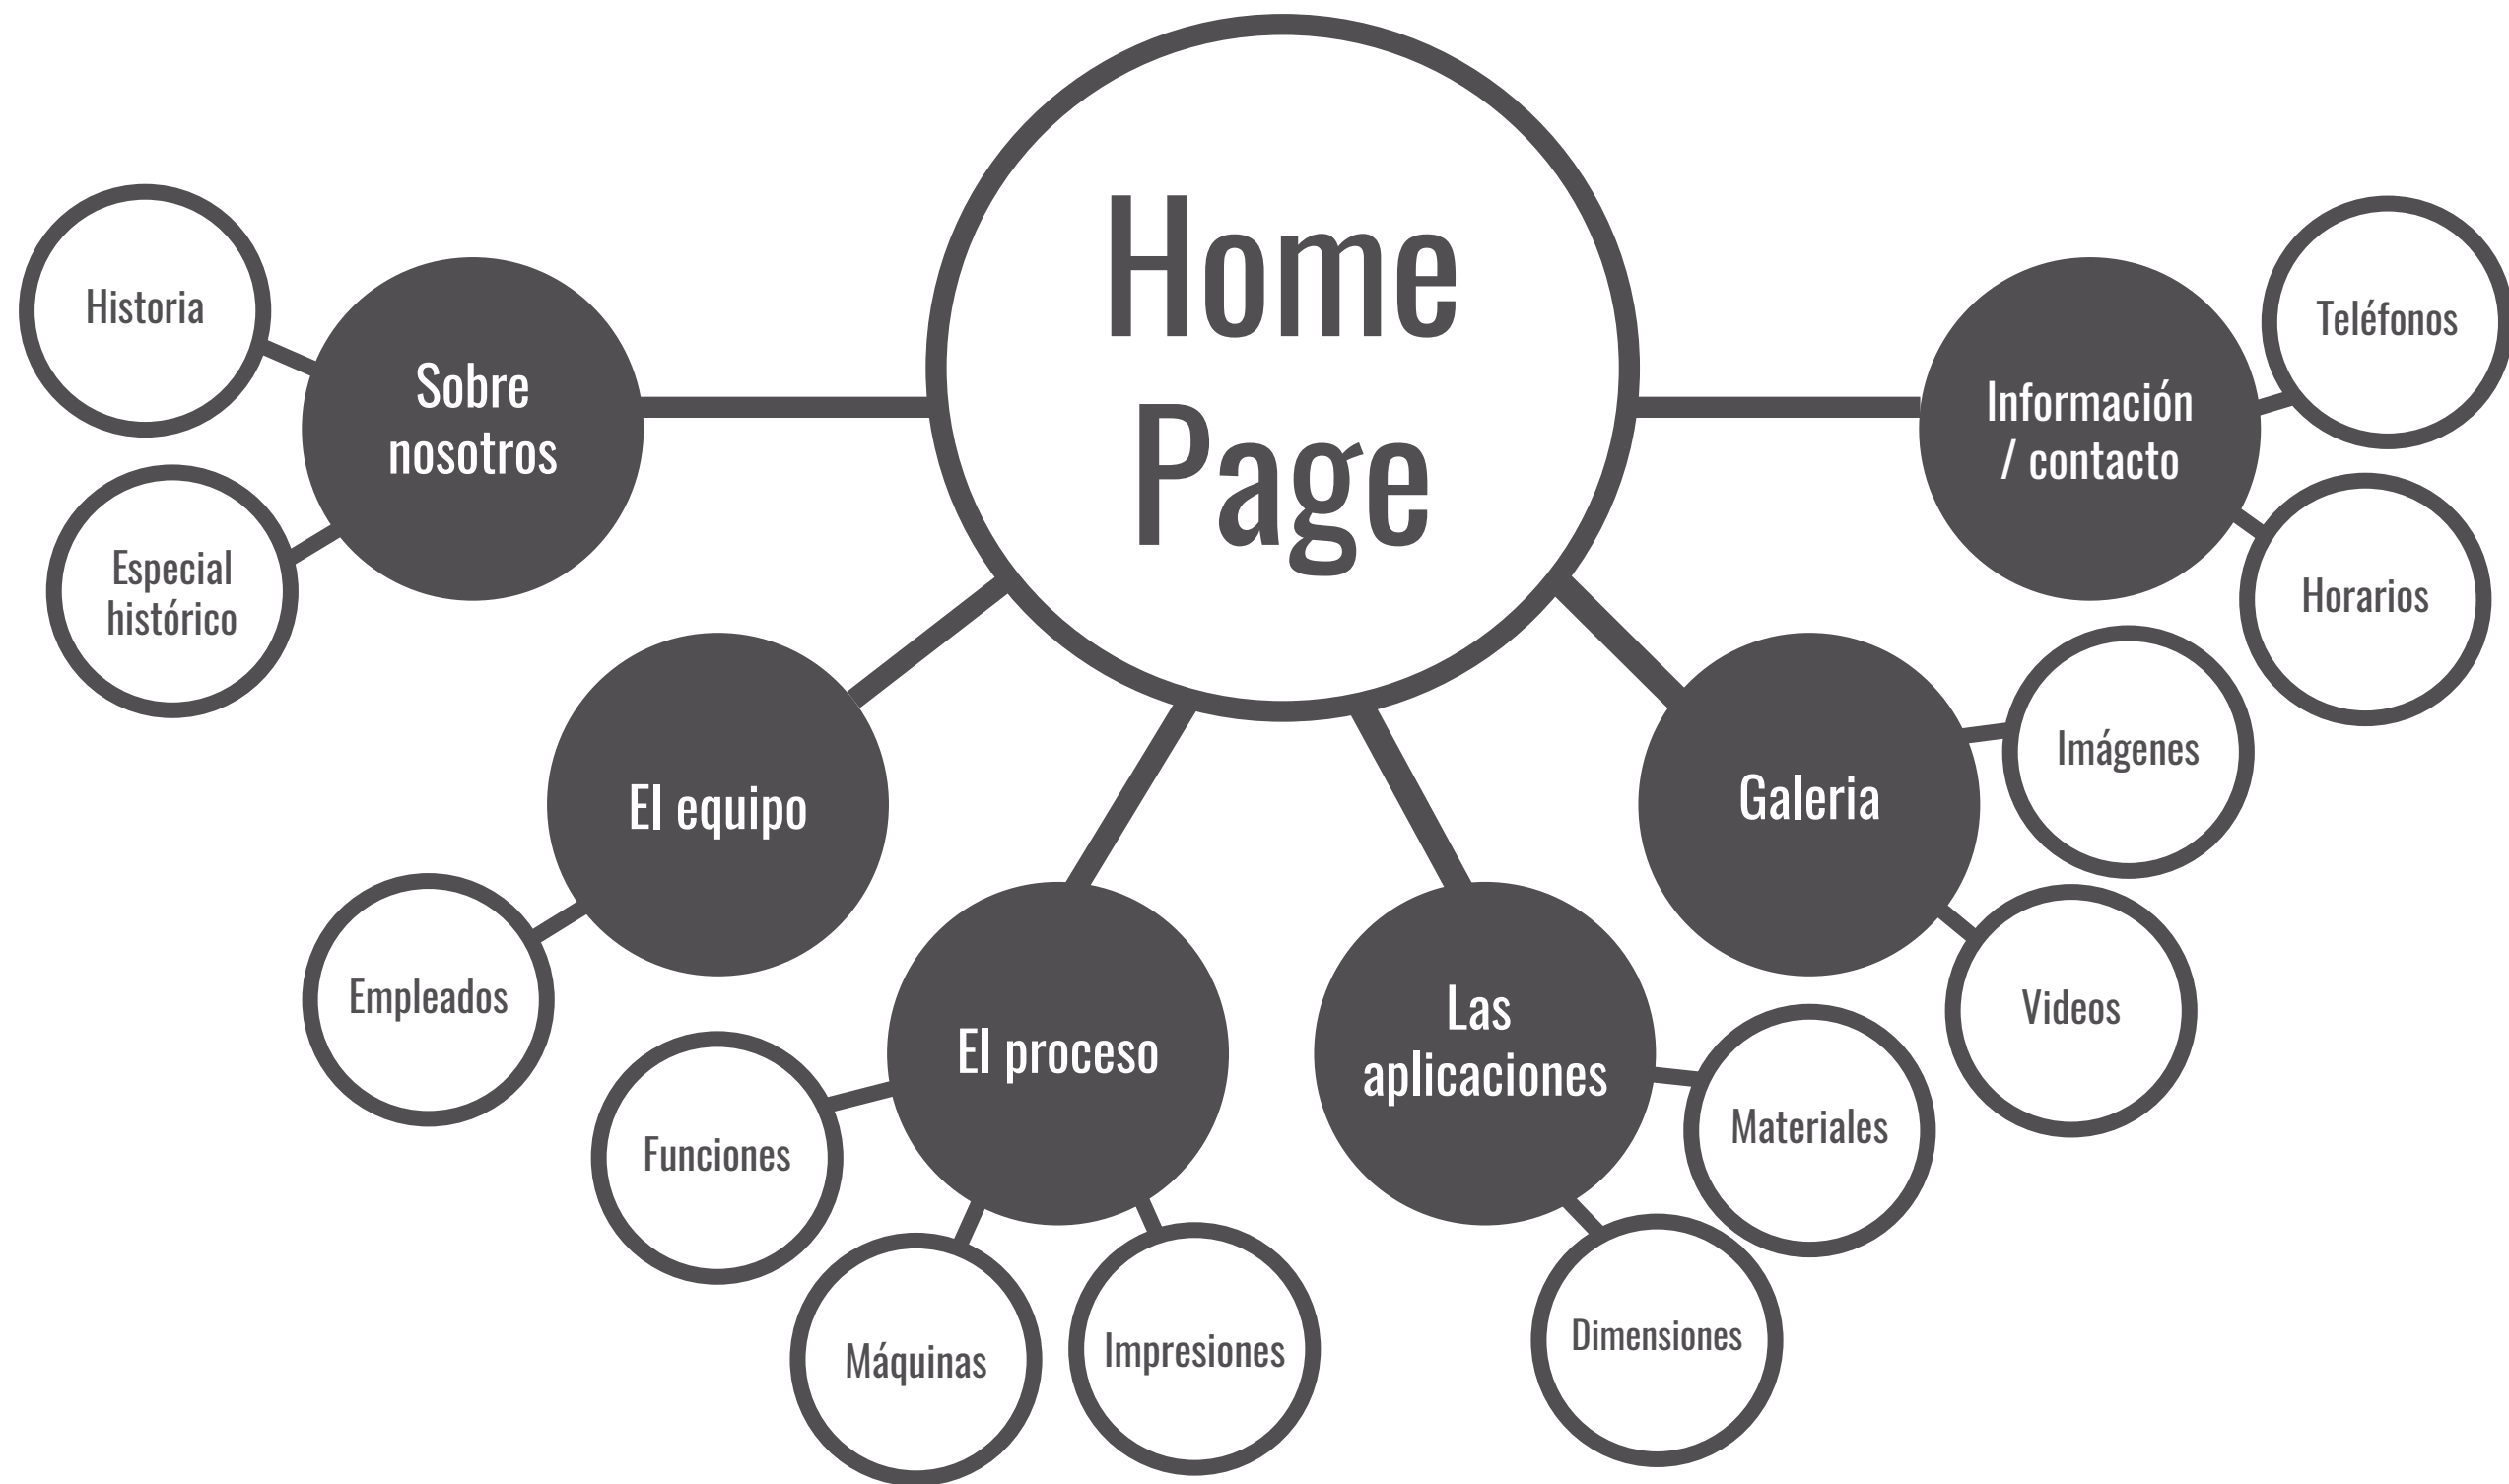 Home
Page
Historia
Sobre
nosotros
Especial
histórico
Información
/ contacto
Teléfonos
Horarios
El equipo
Empleados
Galeria
Imágenes
Videos
El proceso
Funciones
Máquinas
Impresiones
Las
aplicaciones
Materiales
Dimensiones